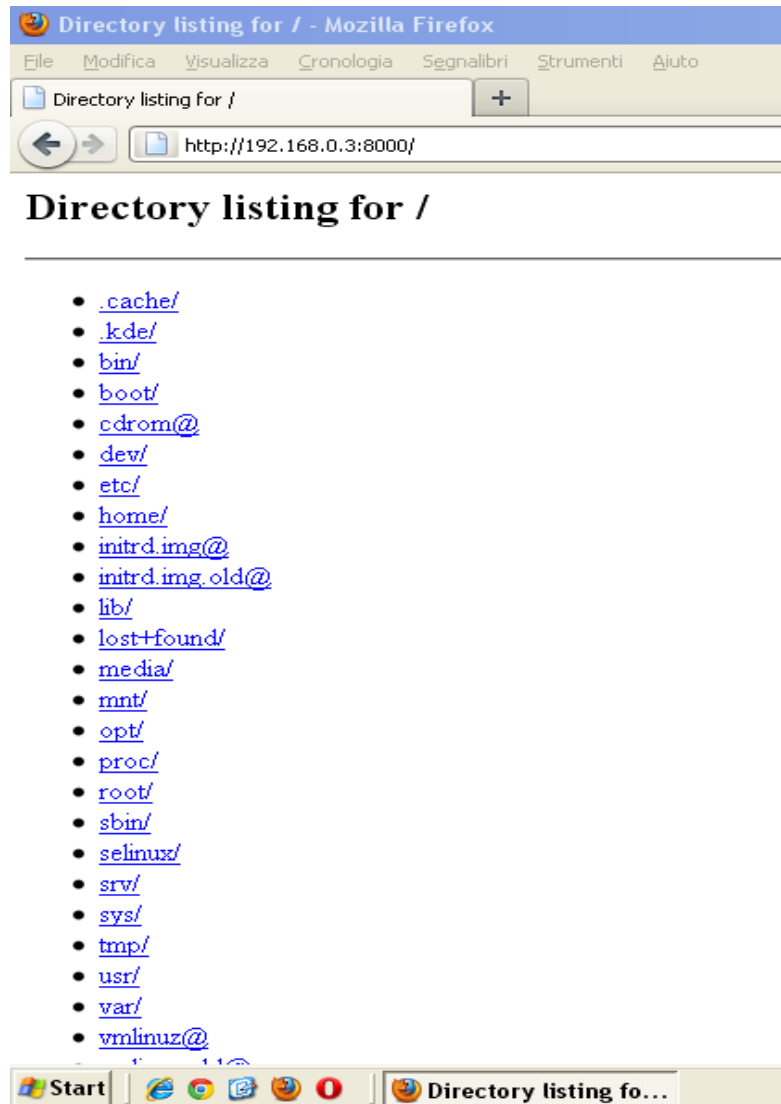 Directory listing for / - Mozilla Firefox
File Modifica Visualizza Cronologia Segnalibri Strumenti Aiuto
Directory listing for /
http://192.168.0.3:8000/
Directory listing for /
.cache/
.kde/
bin/
boot/
cdrom@
dev/
etc/
home/
initrd.img@
initrd.img.old@
lib/
lost+found/
media/
mnt/
opt/
proc/
root/
sbin/
selinux/
srv/
sys/
tmp/
usr/
var/
vmlinuz@
Start Directory listing fo...